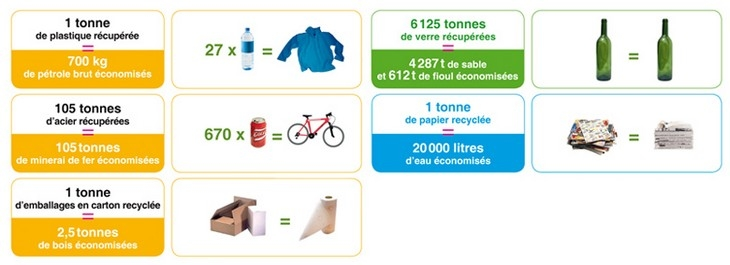 1 tonne
de plastique récupérée
=
700 kg
de pétrole brut économisés
27 x
=
6 125 tonnes
de verre récupérées
=
4 287 t de sable
et 612 t de fioul économisées
=
105 tonnes
d'acier récupérées
=
105 tonnes
de minerai de fer économisées
670 x
=
1 tonne
de papier recyclée
=
20 000 litres
d'eau économisés
=
1 tonne
d'emballages en carton recyclée
=
2,5 tonnes
de bois économisées
=